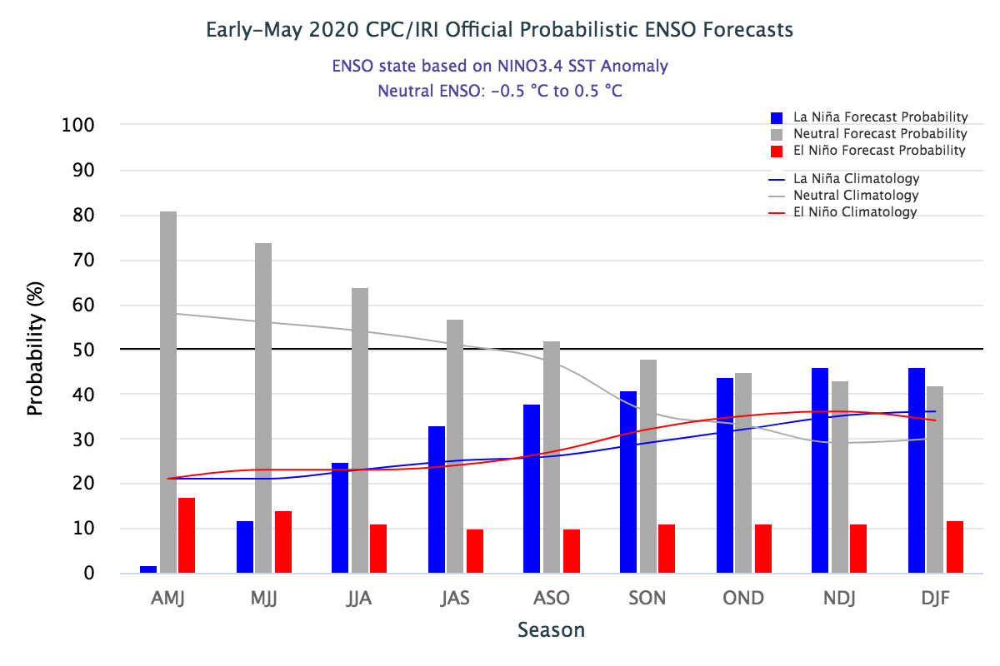 Early-May 2020 CPC/IRI Official Probabilistic ENSO Forecasts
ENSO state based on NINO3.4 SST Anomaly
Neutral ENSO: -0.5 °C to 0.5 °C
La Niña Forecast Probability
Neutral Forecast Probability
El Niño Forecast Probability
La Niña Climatology
Neutral Climatology
El Niño Climatology
Probability (%)
100
90
80
70
60
50
40
30
20
10
0
AMJ MJJ JJA JAS ASO SON OND NDJ DJF
Season